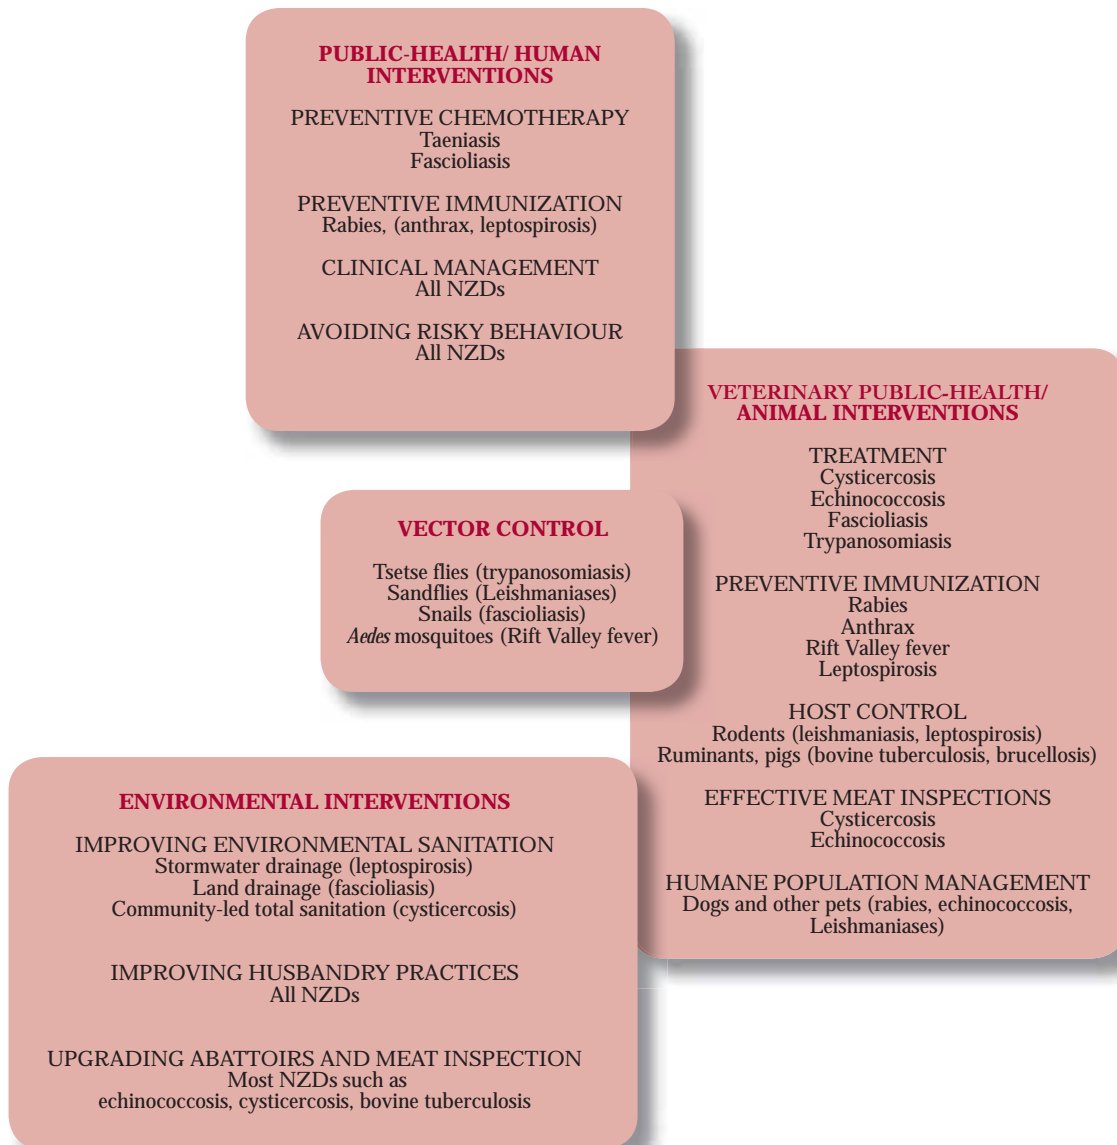 PUBLIC-HEALTH/ HUMAN
INTERVENTIONS
PREVENTIVE CHEMOTHERAPY
Taeniasis
Fascioliasis
PREVENTIVE IMMUNIZATION
Rabies, (anthrax, leptospirosis)
CLINICAL MANAGEMENT
All NZDs
AVOIDING RISKY BEHAVIOUR
All NZDs
VETERINARY PUBLIC-HEALTH/
ANIMAL INTERVENTIONS
TREATMENT
Cysticercosis
Echinococcosis
Fascioliasis
Trypanosomiasis
PREVENTIVE IMMUNIZATION
Rabies
Anthrax
Rift Valley fever
Leptospirosis
HOST CONTROL
Rodents (leishmaniasis, leptospirosis)
Ruminants, pigs (bovine tuberculosis, brucellosis)
EFFECTIVE MEAT INSPECTIONS
Cysticercosis
Echinococcosis
HUMANE POPULATION MANAGEMENT
Dogs and other pets (rabies, echinococcosis,
Leishmaniases)
VECTOR CONTROL
Tsetse flies (trypanosomiasis)
Sandflies (Leishmaniases)
Snails (fascioliasis)
Aedes mosquitoes (Rift Valley fever)
ENVIRONMENTAL INTERVENTIONS
IMPROVING ENVIRONMENTAL SANITATION
Stormwater drainage (leptospirosis)
Land drainage (fascioliasis)
Community-led total sanitation (cysticercosis)
IMPROVING HUSBANDRY PRACTICES
All NZDs
UPGRADING ABATTOIRS AND MEAT INSPECTION
Most NZDs such as
echinococcosis, cysticercosis, bovine tuberculosis